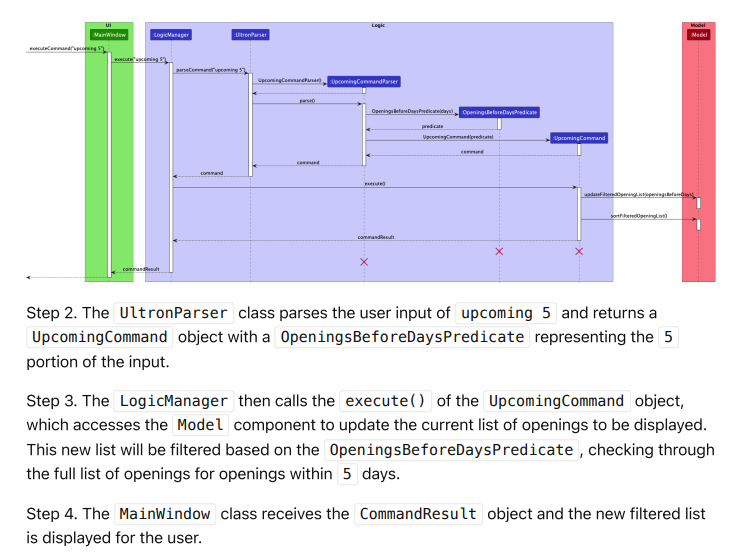 UI
Logic
Model
:MainWindow
:LogicManager
:UltronParser
:Model
executeCommand("upcoming 5")
execute("upcoming 5")
parseCommand("upcoming 5")
UpcomingCommandParser()
:UpcomingCommandParser
parse()
OpeningsBeforeDaysPredicate(days)
:OpeningsBeforeDaysPredicate
predicate
UpcomingCommand(predicate)
:UpcomingCommand
command
command
command
execute()
updateFilteredOpeningList(openingsBeforeDays)
sortFilteredOpeningList()
commandResult
commandResult
Step 2. The UltronParser class parses the user input of upcoming 5 and returns a
UpcomingCommand object with a OpeningsBeforeDaysPredicate representing the 5
portion of the input.
Step 3. The LogicManager then calls the execute() of the UpcomingCommand object,
which accesses the Model component to update the current list of openings to be displayed.
This new list will be filtered based on the OpeningsBeforeDaysPredicate, checking through
the full list of openings for openings within 5 days.
Step 4. The MainWindow class receives the CommandResult object and the new filtered list
is displayed for the user.